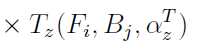 × T_z(F_i, B_j, α_z^T)